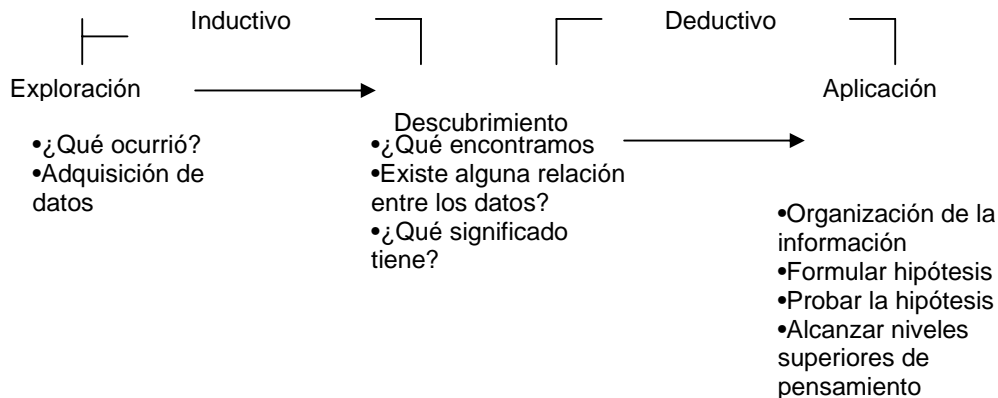 Inductivo
Deductivo
Exploración
Aplicación
•¿Qué ocurrió?
•Adquisición de
datos
Descubrimiento
•¿Qué encontramos
•Existe alguna relación
entre los datos?
•¿Qué significado
tiene?
•Organización de la
información
•Formular hipótesis
•Probar la hipótesis
•Alcanzar niveles
superiores de
pensamiento